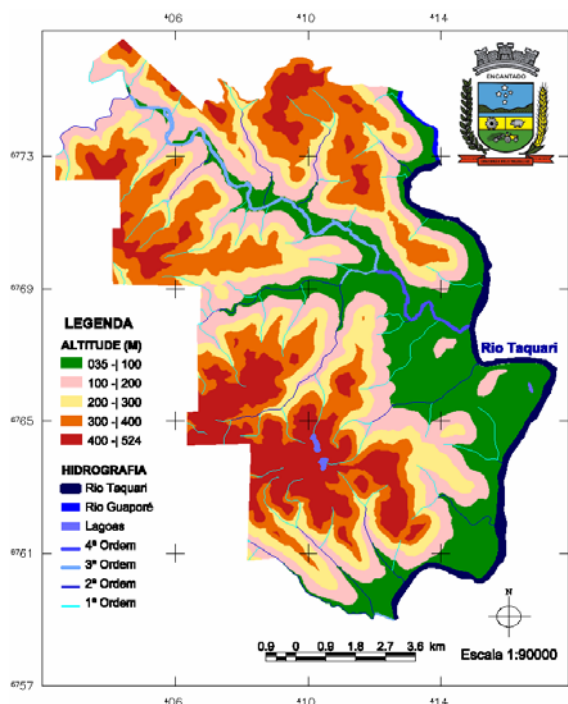 406 410 414
ENCANTADO
6773
6769
LEGENDA
ALTITUDE (M)
035 -| 100
100 -| 200
200 -| 300
300 -| 400
400 -| 524
Rio Taquari
6765
HIDROGRAFIA
Rio Taquari
Rio Guaporé
Lagoas
4ª Ordem
3ª Ordem
2ª Ordem
1ª Ordem
6761
N
0.9 0 0.9 1.8 2.7 3.6 km
Escala 1:90000
6757
406 410 414